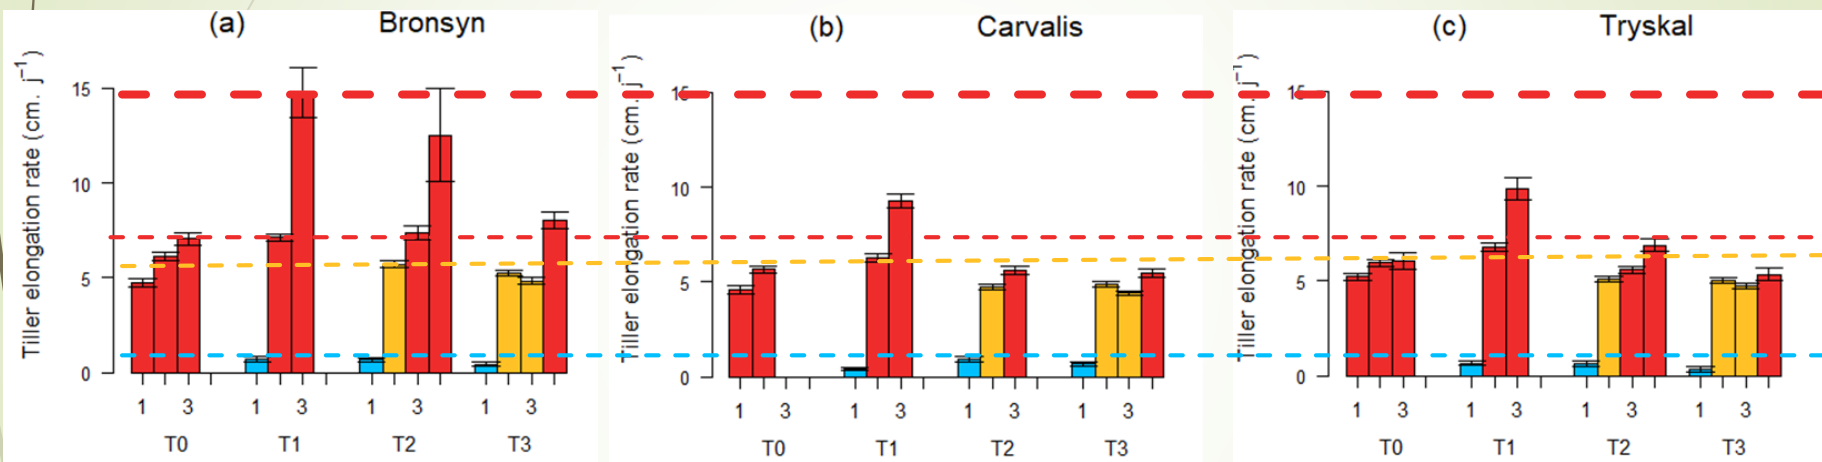 (a) Bronsyn
Tiller elongation rate (cm. j⁻¹)
15
10
5
0
1 3 1 3 1 3 1 3
T0 T1 T2 T3
(b) Carvalis
Tiller elongation rate (cm. j⁻¹)
15
10
5
0
1 3 1 3 1 3 1 3
T0 T1 T2 T3
(c) Tryskal
Tiller elongation rate (cm. j⁻¹)
15
10
5
0
1 3 1 3 1 3 1 3
T0 T1 T2 T3